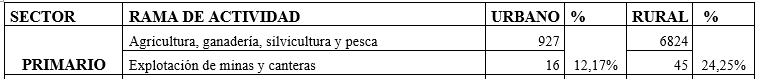 SECTOR RAMA DE ACTIVIDAD URBANO % RURAL %
Agricultura, ganadería, silvicultura y pesca 927 6824
PRIMARIO Explotación de minas y canteras 16 12,17% 45 24,25%